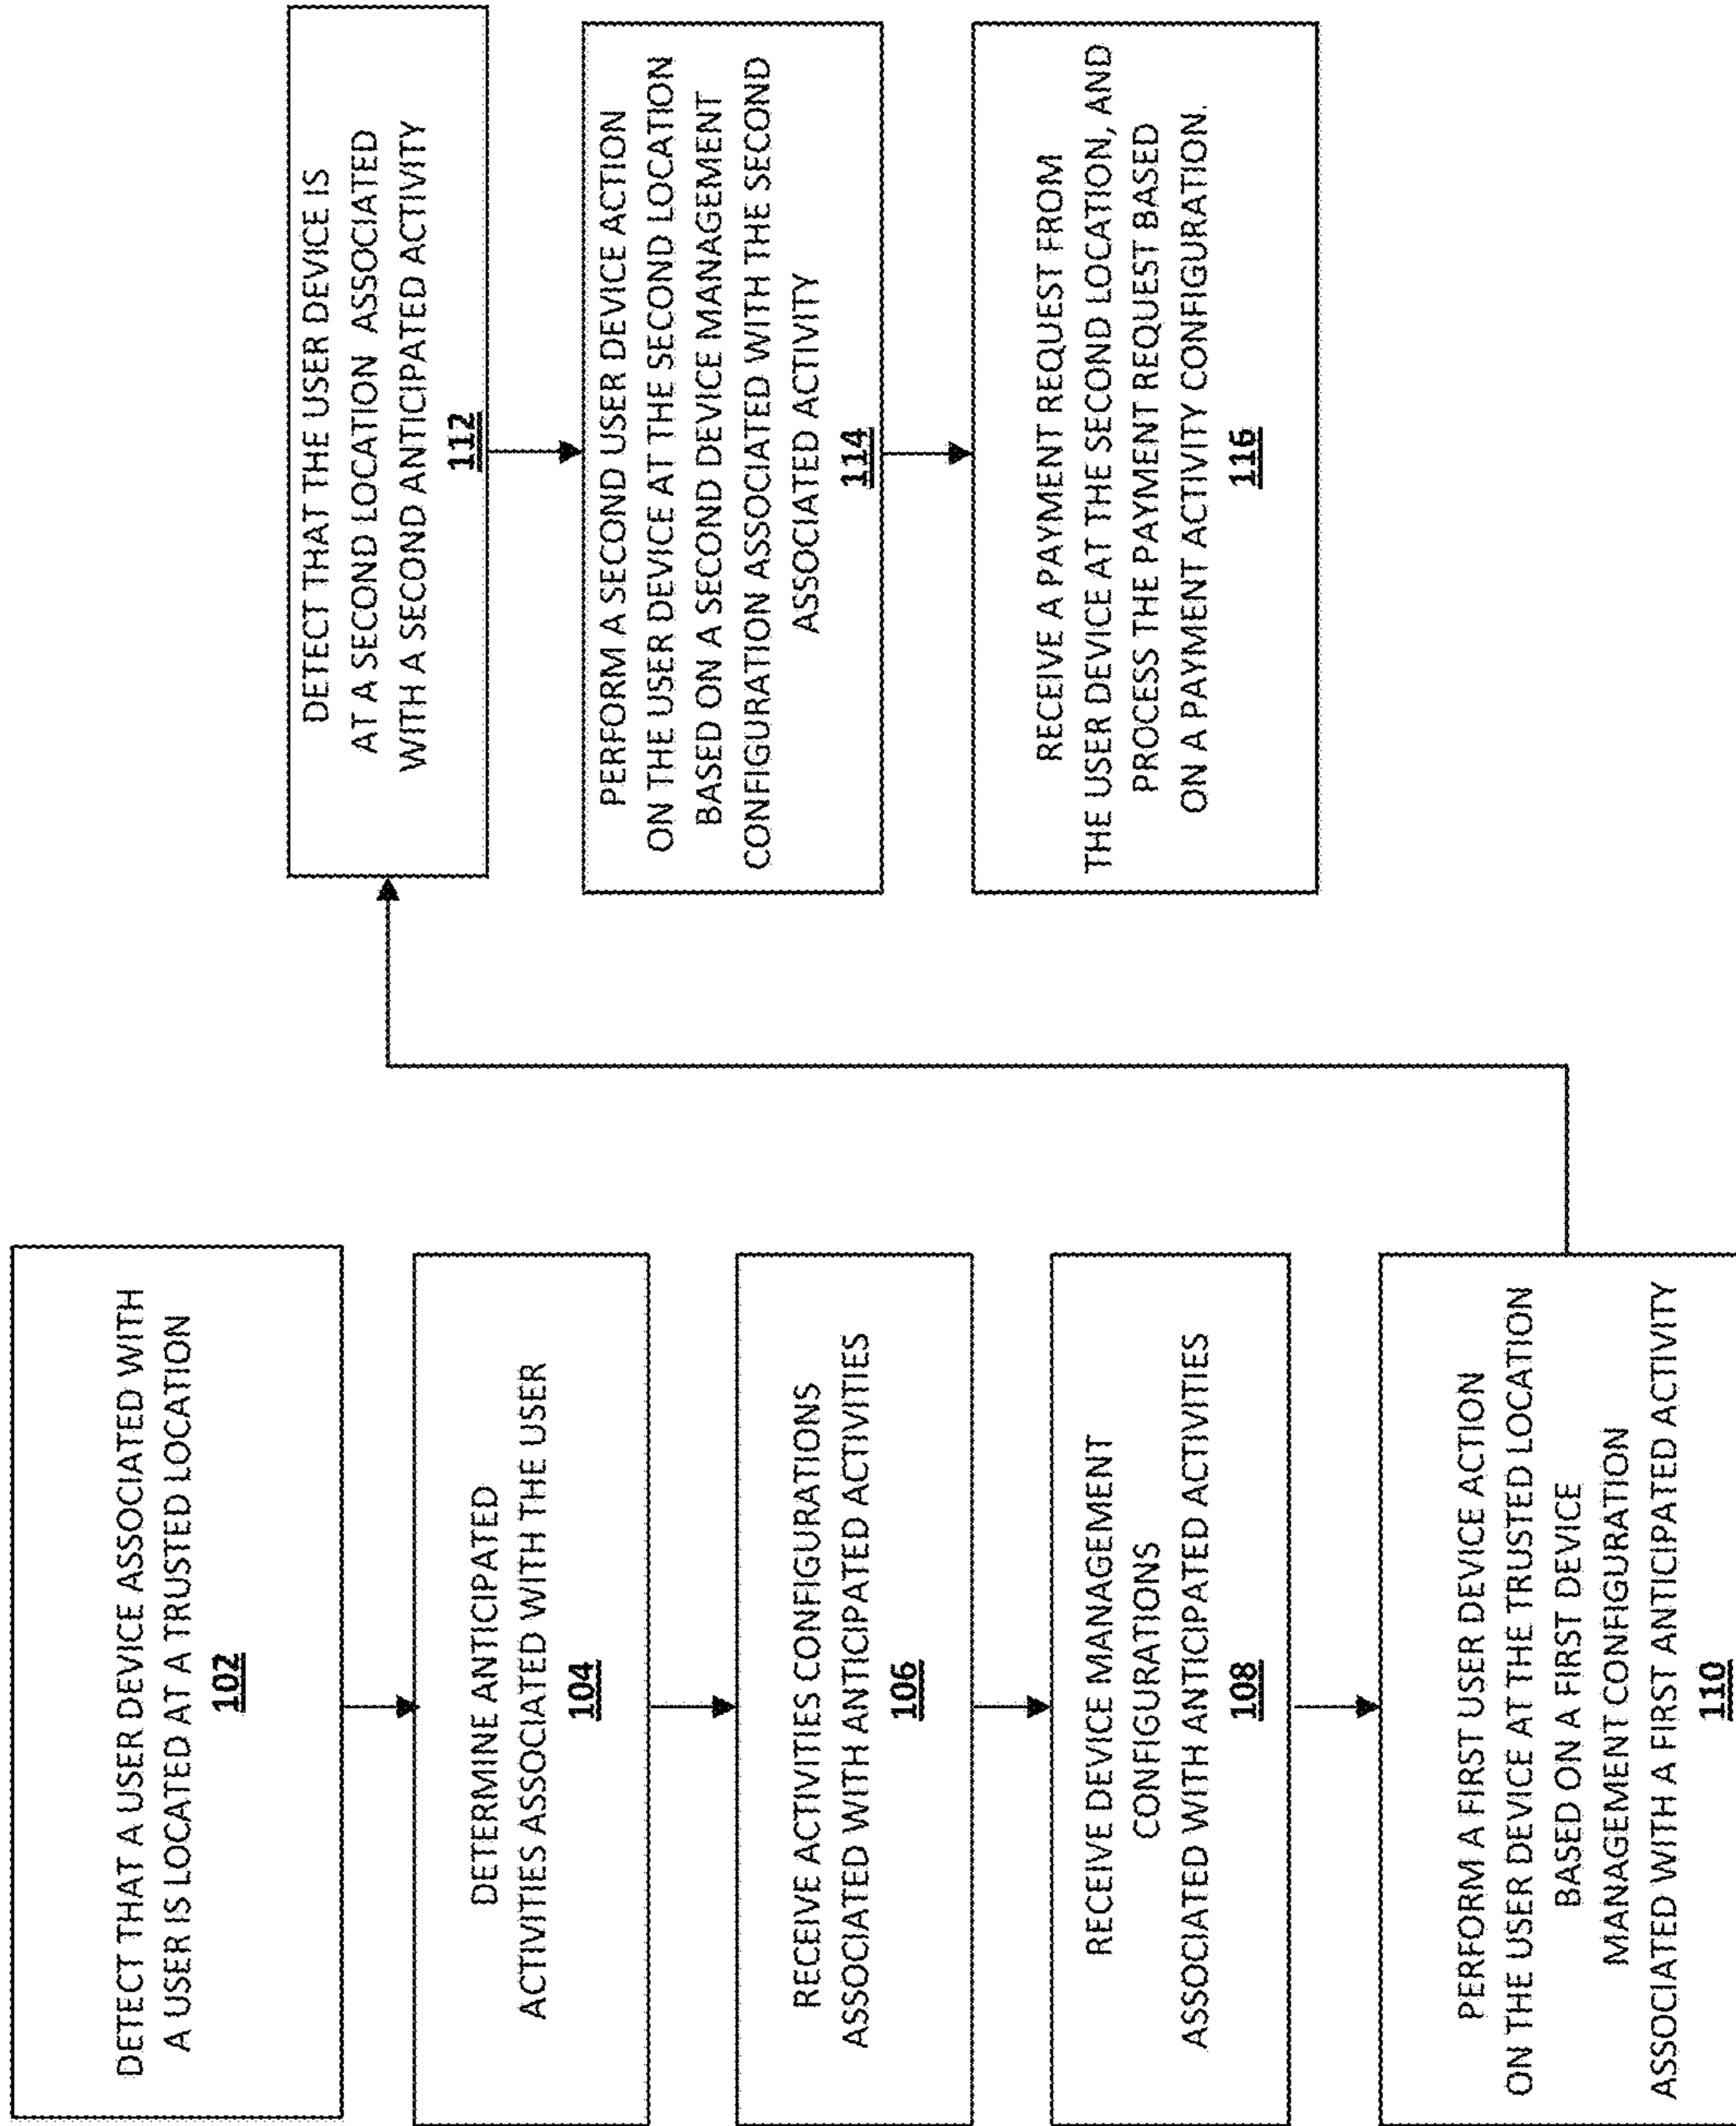 DETECT THAT A USER DEVICE ASSOCIATED WITH
A USER IS LOCATED AT A TRUSTED LOCATION
102
DETERMINE ANTICIPATED
ACTIVITIES ASSOCIATED WITH THE USER
104
RECEIVE ACTIVITIES CONFIGURATIONS
ASSOCIATED WITH ANTICIPATED ACTIVITIES
106
RECEIVE DEVICE MANAGEMENT
CONFIGURATIONS
ASSOCIATED WITH ANTICIPATED ACTIVITIES
108
PERFORM A FIRST USER DEVICE ACTION
ON THE USER DEVICE AT THE TRUSTED LOCATION
BASED ON A FIRST DEVICE
MANAGEMENT CONFIGURATION
ASSOCIATED WITH A FIRST ANTICIPATED ACTIVITY
110
DETECT THAT THE USER DEVICE IS
AT A SECOND LOCATION ASSOCIATED
WITH A SECOND ANTICIPATED ACTIVITY
112
PERFORM A SECOND USER DEVICE ACTION
ON THE USER DEVICE AT THE SECOND LOCATION
BASED ON A SECOND DEVICE MANAGEMENT
CONFIGURATION ASSOCIATED WITH THE SECOND
ASSOCIATED ACTIVITY
114
RECEIVE A PAYMENT REQUEST FROM
THE USER DEVICE AT THE SECOND LOCATION, AND
PROCESS THE PAYMENT REQUEST BASED
ON A PAYMENT ACTIVITY CONFIGURATION.
116